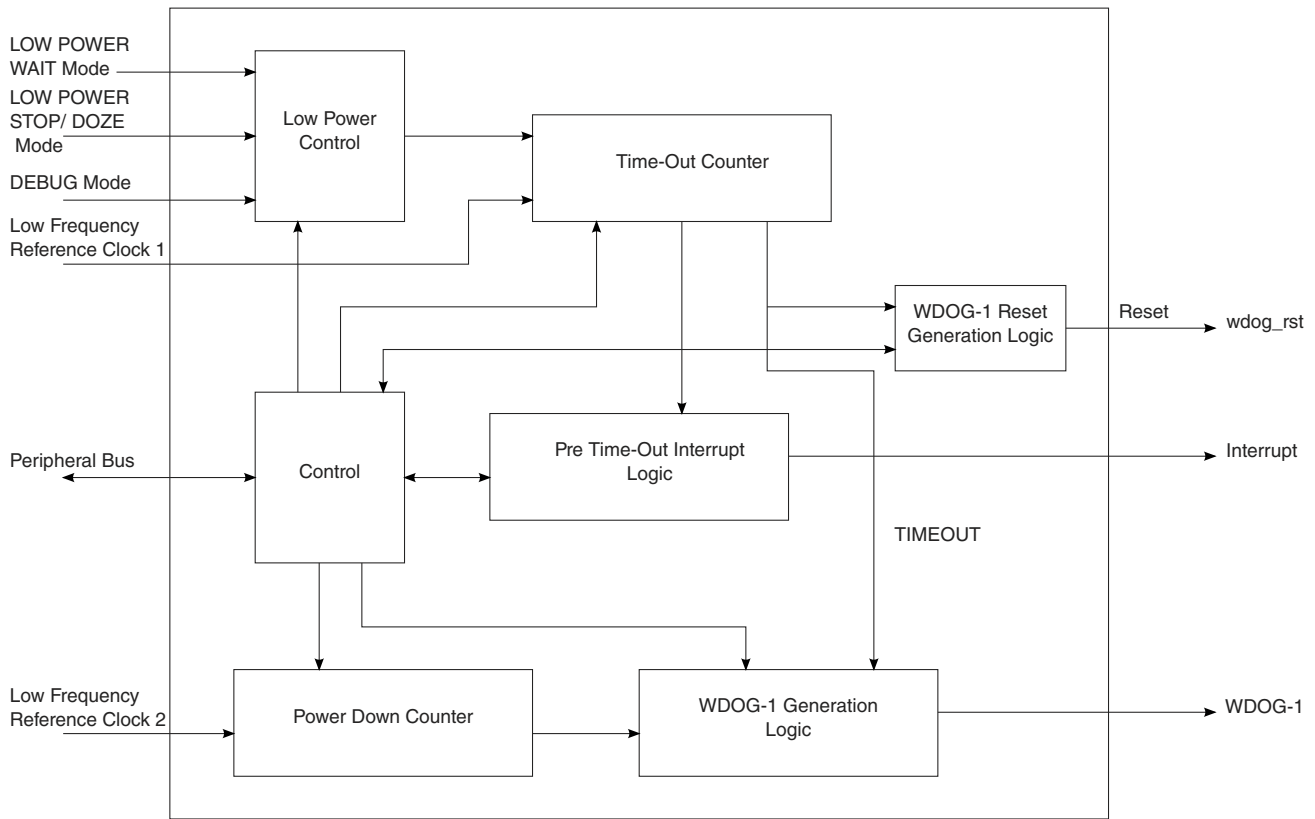 LOW POWER
WAIT Mode
LOW POWER
STOP/ DOZE
Mode
DEBUG Mode
Low Frequency
Reference Clock 1
Low Power
Control
Time-Out Counter
WDOG-1 Reset
Generation Logic
Reset
wdog_rst
Peripheral Bus
Control
Pre Time-Out Interrupt
Logic
Interrupt
TIMEOUT
Low Frequency
Reference Clock 2
Power Down Counter
WDOG-1 Generation
Logic
WDOG-1